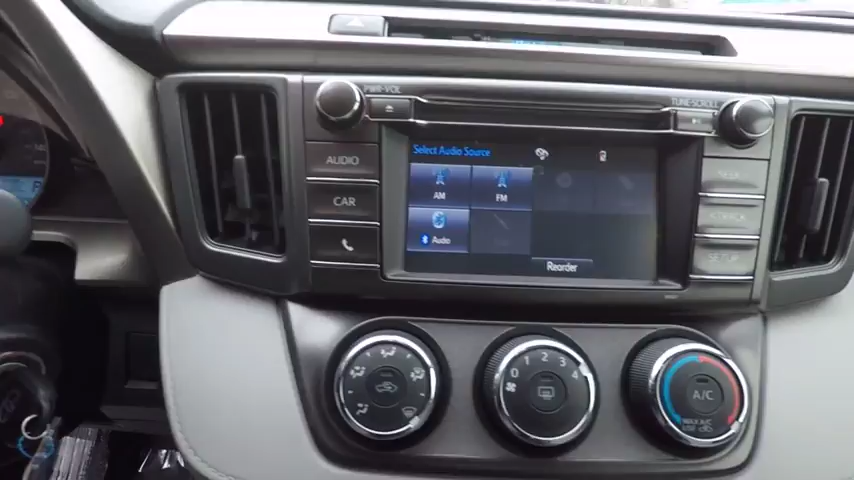 PWR•VOL
TUNE•SCROLL
AUDIO
CAR
Select Audio Source
AM
FM
Audio
Reorder
SEEK
TRACK
SETUP
0 1 2 3 4
A/C
MAX A/C
P